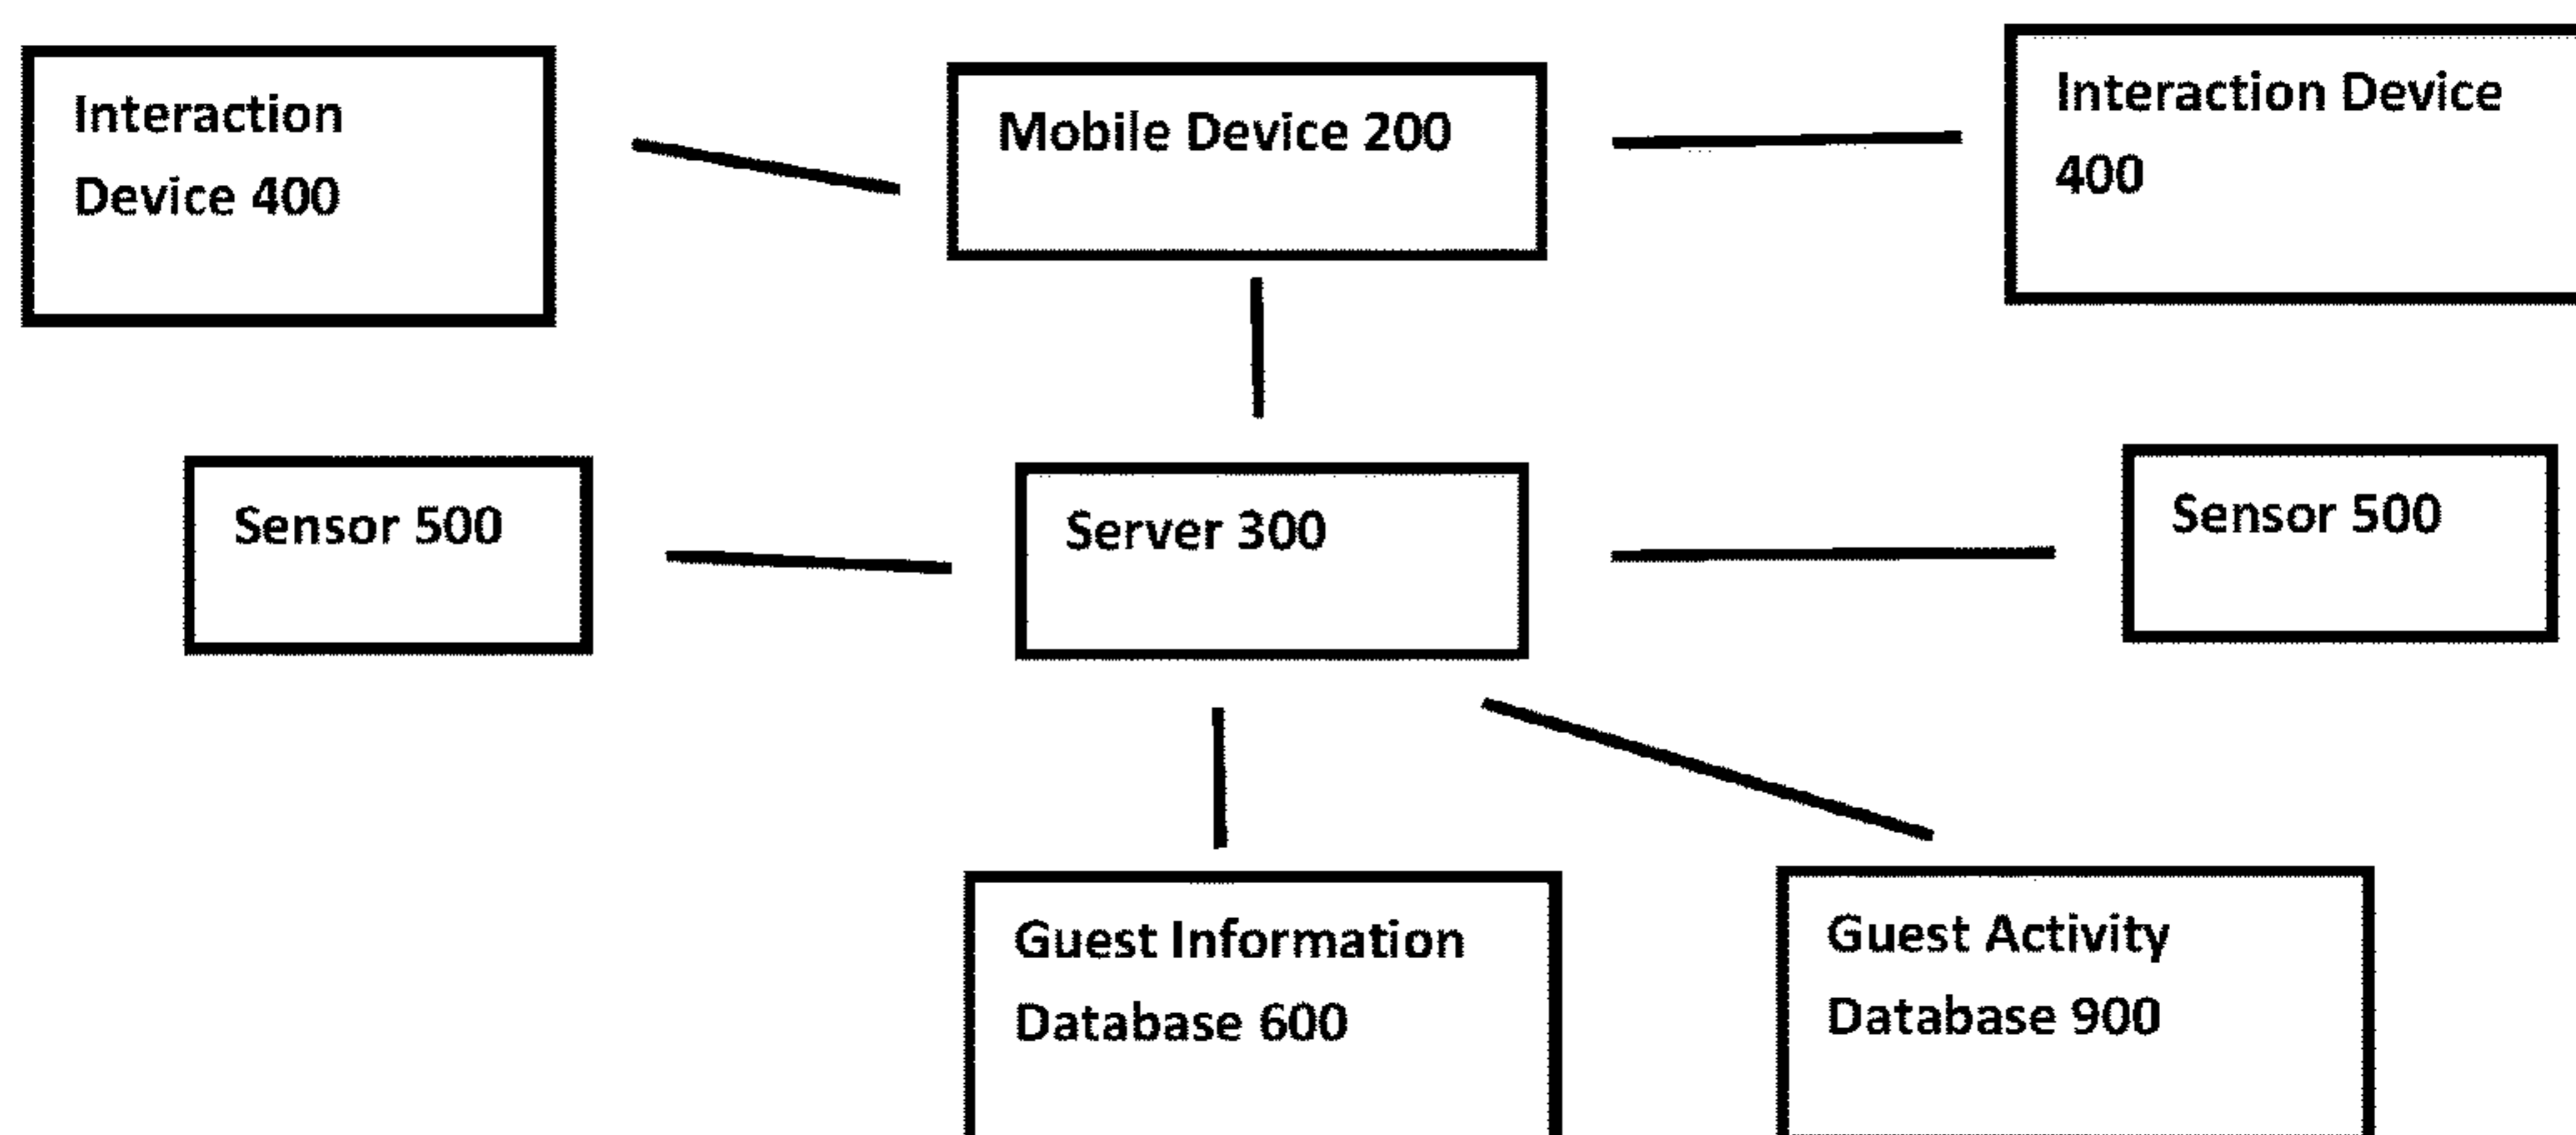 Interaction
Device 400
Mobile Device 200
Interaction Device
400
Sensor 500
Server 300
Sensor 500
Guest Information
Database 600
Guest Activity
Database 900